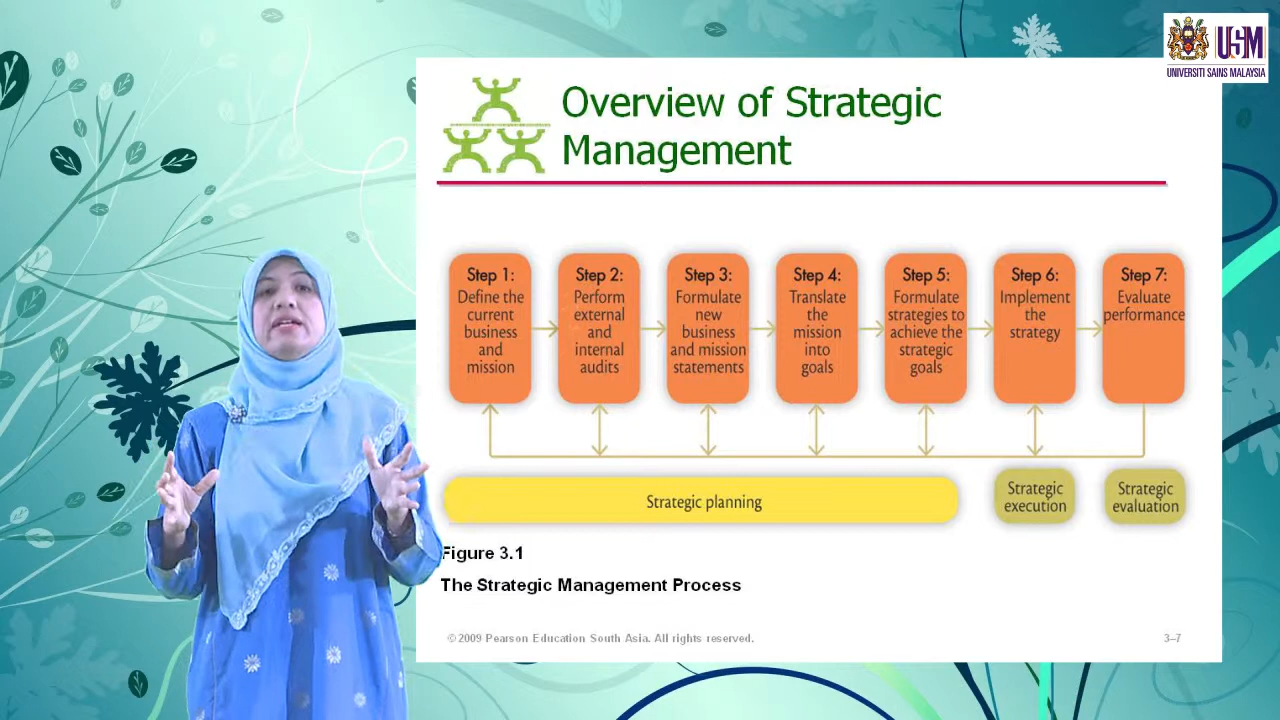 USM
UNIVERSITI SAINS MALAYSIA
Overview of Strategic
Management
Step 1:
Define the
current
business
and
mission
Step 2:
Perform
external
and
internal
audits
Step 3:
Formulate
new
business
and mission
statements
Step 4:
Translate
the
mission
into
goals
Step 5:
Formulate
strategies to
achieve the
strategic
goals
Step 6:
Implement
the
strategy
Step 7:
Evaluate
performance
Strategic planning
Strategic
execution
Strategic
evaluation
Figure 3.1
The Strategic Management Process
©2009 Pearson Education South Asia. All rights reserved.
3–7